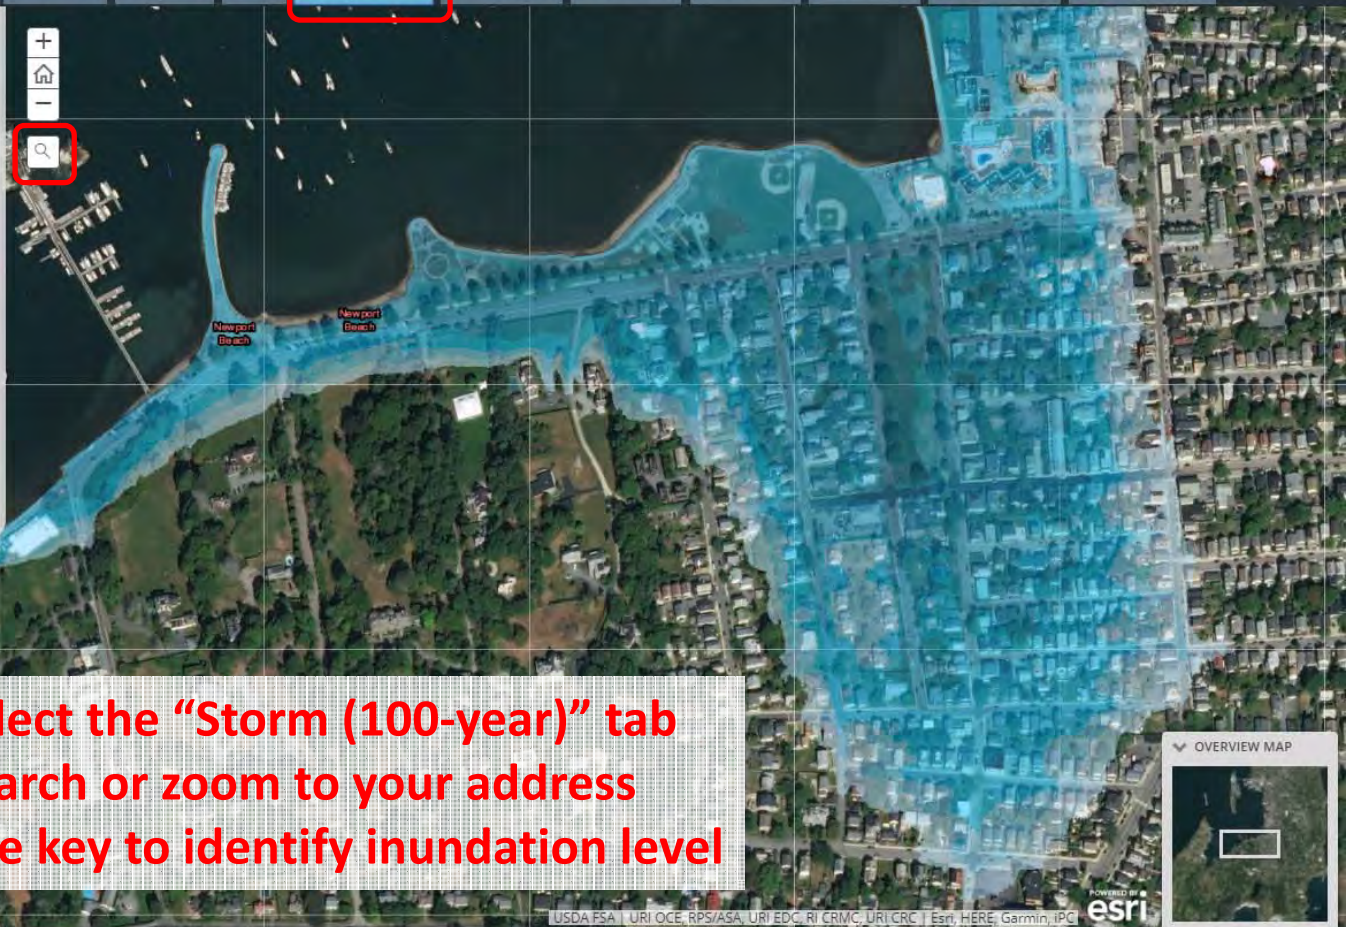 Newport
Beach
Newport
Beach
lect the “Storm (100-year)” tab
arch or zoom to your address
e key to identify inundation level
OVERVIEW MAP
POWERED BY
esri
USDA FSA | URI OCE, RPS/ASA, URI EDC, RI CRMC, URI CRC | Esri, HERE, Garmin, iPC